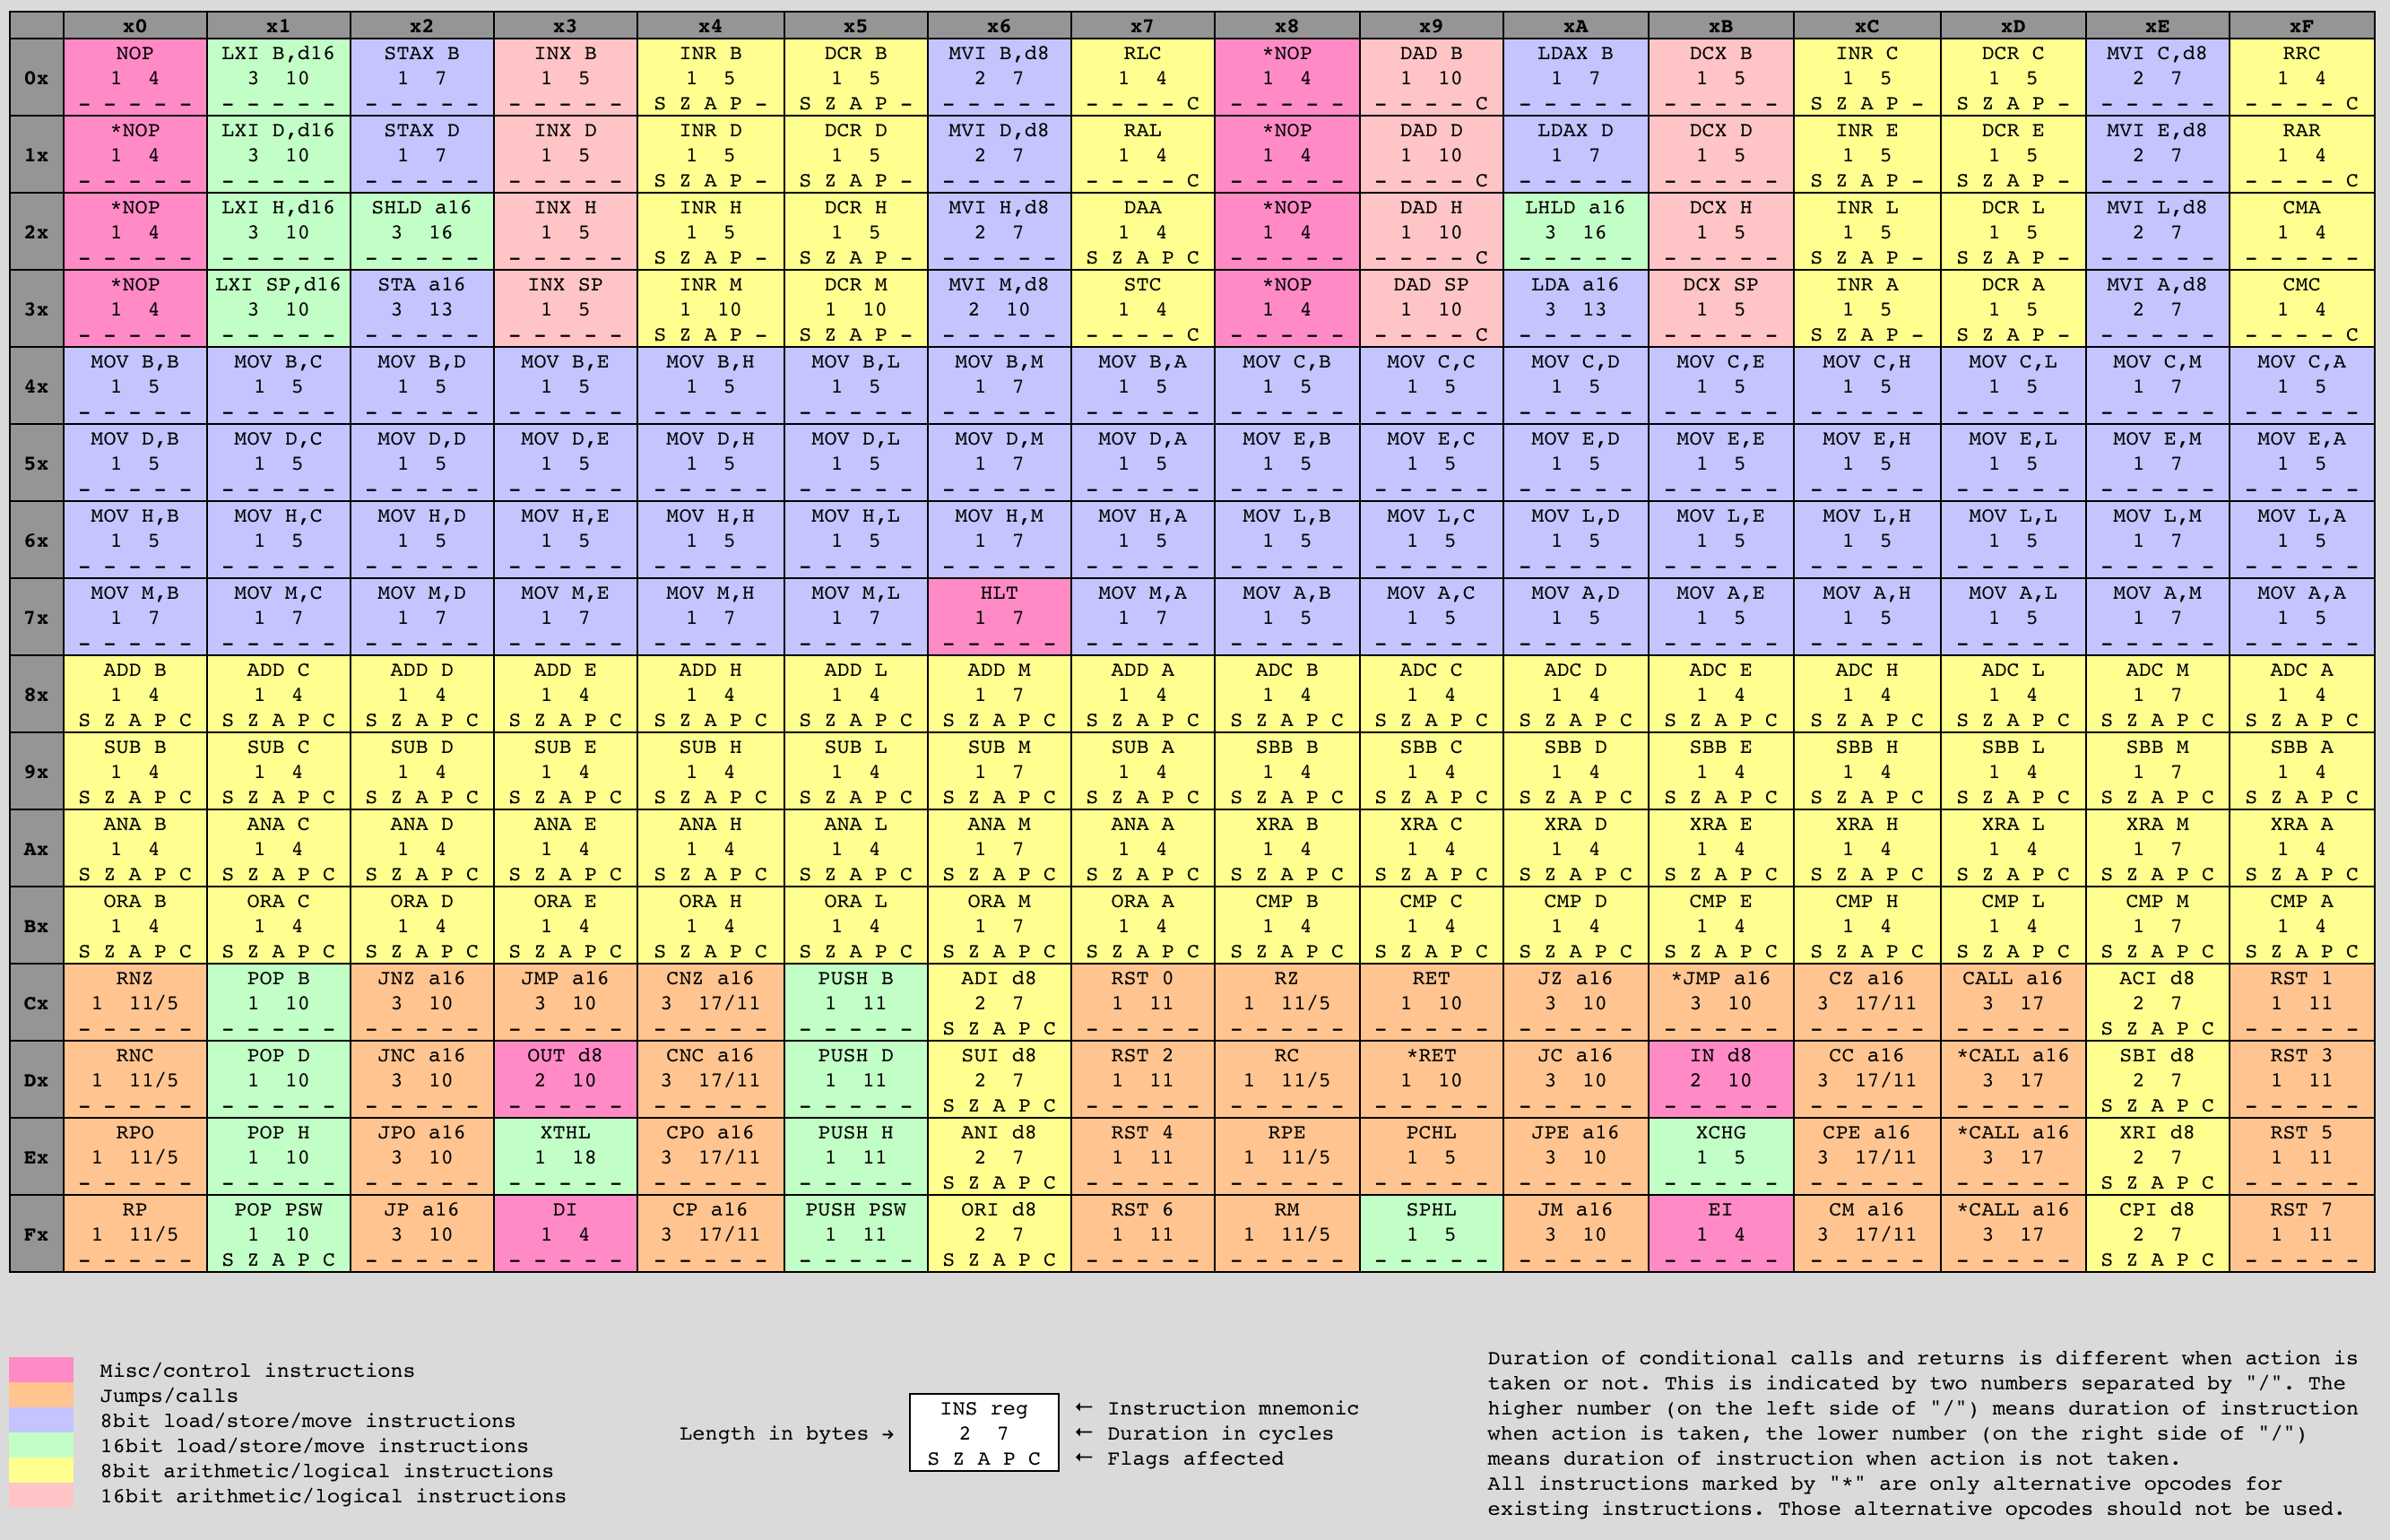 x0 x1 x2 x3 x4 x5 x6 x7 x8 x9 xA xB xC xD xE xF
NOP LXI B,d16 STAX B INX B INR B DCR B MVI B,d8 RLC *NOP DAD B LDAX B DCX B INR C DCR C MVI C,d8 RRC
0x 1 4 3 10 1 7 1 5 1 5 1 5 2 7 1 4 1 4 1 10 1 7 1 5 1 5 1 5 2 7 1 4
- - - - - - - - - - - - - - - - - - - - S Z A P - S Z A P - - - - - - - - - - C - - - - - - - - - C - - - - - - - - - - S Z A P - S Z A P - - - - - - - - - - C
*NOP LXI D,d16 STAX D INX D INR D DCR D MVI D,d8 RAL *NOP DAD D LDAX D DCX D INR E DCR E MVI E,d8 RAR
1x 1 4 3 10 1 7 1 5 1 5 1 5 2 7 1 4 1 4 1 10 1 7 1 5 1 5 1 5 2 7 1 4
- - - - - - - - - - - - - - - - - - - - S Z A P - S Z A P - - - - - - - - - - C - - - - - - - - - C - - - - - - - - - - S Z A P - S Z A P - - - - - - - - - - C
*NOP LXI H,d16 SHLD a16 INX H INR H DCR H MVI H,d8 DAA *NOP DAD H LHLD a16 DCX H INR L DCR L MVI L,d8 CMA
2x 1 4 3 10 3 16 1 5 1 5 1 5 2 7 1 4 1 4 1 10 3 16 1 5 1 5 1 5 2 7 1 4
- - - - - - - - - - - - - - - - - - - - S Z A P - S Z A P - - - - - - S Z A P C - - - - - - - - - C - - - - - - - - - - S Z A P - S Z A P - - - - - - - - - - -
*NOP LXI SP,d16 STA a16 INX SP INR M DCR M MVI M,d8 STC *NOP DAD SP LDA a16 DCX SP INR A DCR A MVI A,d8 CMC
3x 1 4 3 10 3 13 1 5 1 10 1 10 2 10 1 4 1 4 1 10 3 13 1 5 1 5 1 5 2 7 1 4
- - - - - - - - - - - - - - - - - - - - S Z A P - S Z A P - - - - - - - - - - C - - - - - - - - - C - - - - - - - - - - S Z A P - S Z A P - - - - - - - - - - C
MOV B,B MOV B,C MOV B,D MOV B,E MOV B,H MOV B,L MOV B,M MOV B,A MOV C,B MOV C,C MOV C,D MOV C,E MOV C,H MOV C,L MOV C,M MOV C,A
4x 1 5 1 5 1 5 1 5 1 5 1 5 1 7 1 5 1 5 1 5 1 5 1 5 1 5 1 5 1 7 1 5
- - - - - - - - - - - - - - - - - - - - - - - - - - - - - - - - - - - - - - - - - - - - - - - - - - - - - - - - - - - - - - - - - - - - - - - - - - - - - - - -
MOV D,B MOV D,C MOV D,D MOV D,E MOV D,H MOV D,L MOV D,M MOV D,A MOV E,B MOV E,C MOV E,D MOV E,E MOV E,H MOV E,L MOV E,M MOV E,A
5x 1 5 1 5 1 5 1 5 1 5 1 5 1 7 1 5 1 5 1 5 1 5 1 5 1 5 1 5 1 7 1 5
- - - - - - - - - - - - - - - - - - - - - - - - - - - - - - - - - - - - - - - - - - - - - - - - - - - - - - - - - - - - - - - - - - - - - - - - - - - - - - - -
MOV H,B MOV H,C MOV H,D MOV H,E MOV H,H MOV H,L MOV H,M MOV H,A MOV L,B MOV L,C MOV L,D MOV L,E MOV L,H MOV L,L MOV L,M MOV L,A
6x 1 5 1 5 1 5 1 5 1 5 1 5 1 7 1 5 1 5 1 5 1 5 1 5 1 5 1 5 1 7 1 5
- - - - - - - - - - - - - - - - - - - - - - - - - - - - - - - - - - - - - - - - - - - - - - - - - - - - - - - - - - - - - - - - - - - - - - - - - - - - - - - -
MOV M,B MOV M,C MOV M,D MOV M,E MOV M,H MOV M,L HLT MOV M,A MOV A,B MOV A,C MOV A,D MOV A,E MOV A,H MOV A,L MOV A,M MOV A,A
7x 1 7 1 7 1 7 1 7 1 7 1 7 1 7 1 7 1 5 1 5 1 5 1 5 1 5 1 5 1 7 1 5
- - - - - - - - - - - - - - - - - - - - - - - - - - - - - - - - - - - - - - - - - - - - - - - - - - - - - - - - - - - - - - - - - - - - - - - - - - - - - - - -
ADD B ADD C ADD D ADD E ADD H ADD L ADD M ADD A ADC B ADC C ADC D ADC E ADC H ADC L ADC M ADC A
8x 1 4 1 4 1 4 1 4 1 4 1 4 1 7 1 4 1 4 1 4 1 4 1 4 1 4 1 4 1 7 1 4
S Z A P C S Z A P C S Z A P C S Z A P C S Z A P C S Z A P C S Z A P C S Z A P C S Z A P C S Z A P C S Z A P C S Z A P C S Z A P C S Z A P C S Z A P C S Z A P C
SUB B SUB C SUB D SUB E SUB H SUB L SUB M SUB A SBB B SBB C SBB D SBB E SBB H SBB L SBB M SBB A
9x 1 4 1 4 1 4 1 4 1 4 1 4 1 7 1 4 1 4 1 4 1 4 1 4 1 4 1 4 1 7 1 4
S Z A P C S Z A P C S Z A P C S Z A P C S Z A P C S Z A P C S Z A P C S Z A P C S Z A P C S Z A P C S Z A P C S Z A P C S Z A P C S Z A P C S Z A P C S Z A P C
ANA B ANA C ANA D ANA E ANA H ANA L ANA M ANA A XRA B XRA C XRA D XRA E XRA H XRA L XRA M XRA A
Ax 1 4 1 4 1 4 1 4 1 4 1 4 1 7 1 4 1 4 1 4 1 4 1 4 1 4 1 4 1 7 1 4
S Z A P C S Z A P C S Z A P C S Z A P C S Z A P C S Z A P C S Z A P C S Z A P C S Z A P C S Z A P C S Z A P C S Z A P C S Z A P C S Z A P C S Z A P C S Z A P C
ORA B ORA C ORA D ORA E ORA H ORA L ORA M ORA A CMP B CMP C CMP D CMP E CMP H CMP L CMP M CMP A
Bx 1 4 1 4 1 4 1 4 1 4 1 4 1 7 1 4 1 4 1 4 1 4 1 4 1 4 1 4 1 7 1 4
S Z A P C S Z A P C S Z A P C S Z A P C S Z A P C S Z A P C S Z A P C S Z A P C S Z A P C S Z A P C S Z A P C S Z A P C S Z A P C S Z A P C S Z A P C S Z A P C
RNZ POP B JNZ a16 JMP a16 CNZ a16 PUSH B ADI d8 RST 0 RZ RET JZ a16 *JMP a16 CZ a16 CALL a16 ACI d8 RST 1
Cx 1 11/5 1 10 3 10 3 10 3 17/11 1 11 2 7 1 11 1 11/5 1 10 3 10 3 10 3 17/11 3 17 2 7 1 11
- - - - - - - - - - - - - - - - - - - - - - - - - - - - - - S Z A P C - - - - - - - - - - - - - - - - - - - - - - - - - - - - - - - - - - - S Z A P C - - - - -
RNC POP D JNC a16 OUT d8 CNC a16 PUSH D SUI d8 RST 2 RC *RET JC a16 IN d8 CC a16 *CALL a16 SBI d8 RST 3
Dx 1 11/5 1 10 3 10 2 10 3 17/11 1 11 2 7 1 11 1 11/5 1 10 3 10 2 10 3 17/11 3 17 2 7 1 11
- - - - - - - - - - - - - - - - - - - - - - - - - - - - - - S Z A P C - - - - - - - - - - - - - - - - - - - - - - - - - - - - - - - - - - - S Z A P C - - - - -
RPO POP H JPO a16 XTHL CPO a16 PUSH H ANI d8 RST 4 RPE PCHL JPE a16 XCHG CPE a16 *CALL a16 XRI d8 RST 5
Ex 1 11/5 1 10 3 10 1 18 3 17/11 1 11 2 7 1 11 1 11/5 1 5 3 10 1 5 3 17/11 3 17 2 7 1 11
- - - - - - - - - - - - - - - - - - - - - - - - - - - - - - S Z A P C - - - - - - - - - - - - - - - - - - - - - - - - - - - - - - - - - - - S Z A P C - - - - -
RP POP PSW JP a16 DI CP a16 PUSH PSW ORI d8 RST 6 RM SPHL JM a16 EI CM a16 *CALL a16 CPI d8 RST 7
Fx 1 11/5 1 10 3 10 1 4 3 17/11 1 11 2 7 1 11 1 11/5 1 5 3 10 1 4 3 17/11 3 17 2 7 1 11
- - - - - S Z A P C - - - - - - - - - - - - - - - - - - - - S Z A P C - - - - - - - - - - - - - - - - - - - - - - - - - - - - - - - - - - - S Z A P C - - - - -
Misc/control instructions
Jumps/calls
8bit load/store/move instructions
16bit load/store/move instructions
8bit arithmetic/logical instructions
16bit arithmetic/logical instructions
INS reg ← Instruction mnemonic
Length in bytes → 2 7 ← Duration in cycles
S Z A P C ← Flags affected
Duration of conditional calls and returns is different when action is
taken or not. This is indicated by two numbers separated by "/". The
higher number (on the left side of "/") means duration of instruction
when action is taken, the lower number (on the right side of "/")
means duration of instruction when action is not taken.
All instructions marked by "*" are only alternative opcodes for
existing instructions. Those alternative opcodes should not be used.